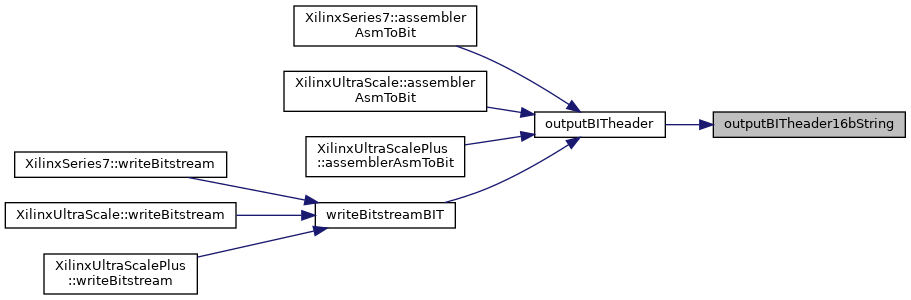 XilinxSeries7::assembler
AsmToBit
XilinxUltraScale::assembler
AsmToBit
outputBITheader
outputBITheader16bString
XilinxUltraScalePlus
::assemblerAsmToBit
XilinxSeries7::writeBitstream
XilinxUltraScale::writeBitstream
writeBitstreamBIT
XilinxUltraScalePlus
::writeBitstream